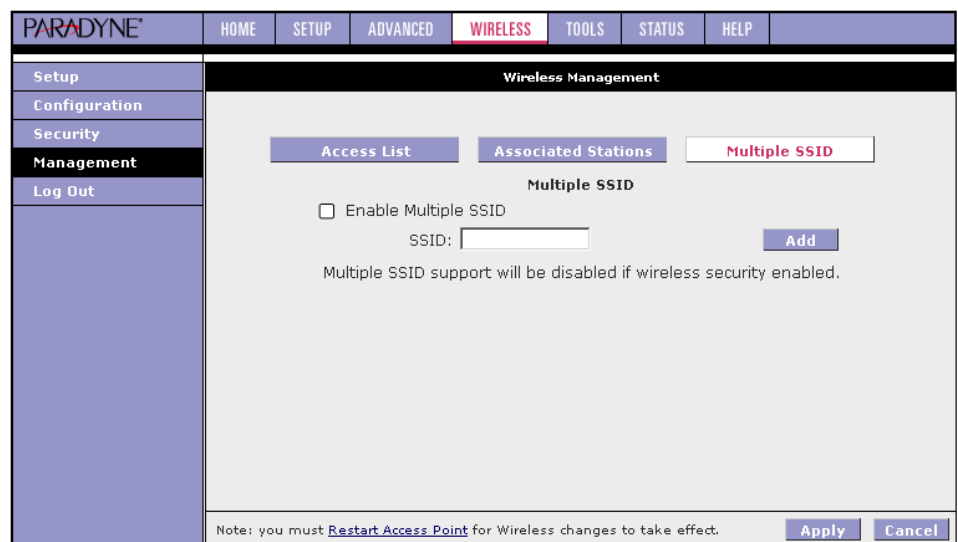 PARADYNE®
HOME SETUP ADVANCED WIRELESS TOOLS STATUS HELP
Setup
Configuration
Security
Management
Log Out
Wireless Management
Access List Associated Stations Multiple SSID
Multiple SSID
Enable Multiple SSID
SSID: Add
Multiple SSID support will be disabled if wireless security enabled.
Note: you must Restart Access Point for Wireless changes to take effect. Apply Cancel